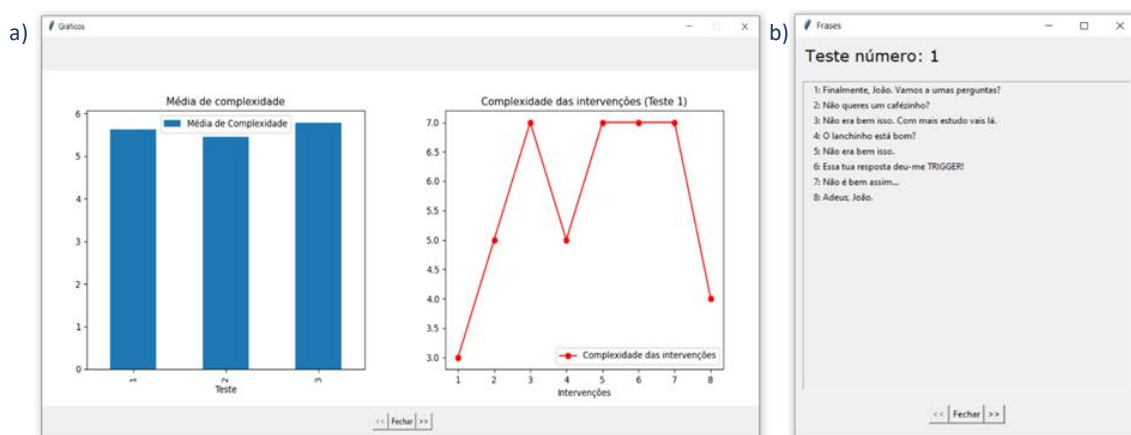 a)
Gráficos
Média de complexidade
Média de Complexidade
6
5
4
3
2
1
0
1
2
3
Teste
Complexidade das intervenções (Teste 1)
7.0
6.5
6.0
5.5
5.0
4.5
4.0
3.5
3.0
Complexidade das intervenções
1 2 3 4 5 6 7 8
Intervenções
<< Fechar >>
b)
Frases
Teste número: 1
1: Finalmente, João. Vamos a umas perguntas?
2: Não queres um cafézinho?
3: Não era bem isso. Com mais estudo vais lá.
4: O lanchinho está bom?
5: Não era bem isso.
6: Essa tua resposta deu-me TRIGGER!
7: Não é bem assim...
8: Adeus, João.
<< Fechar >>